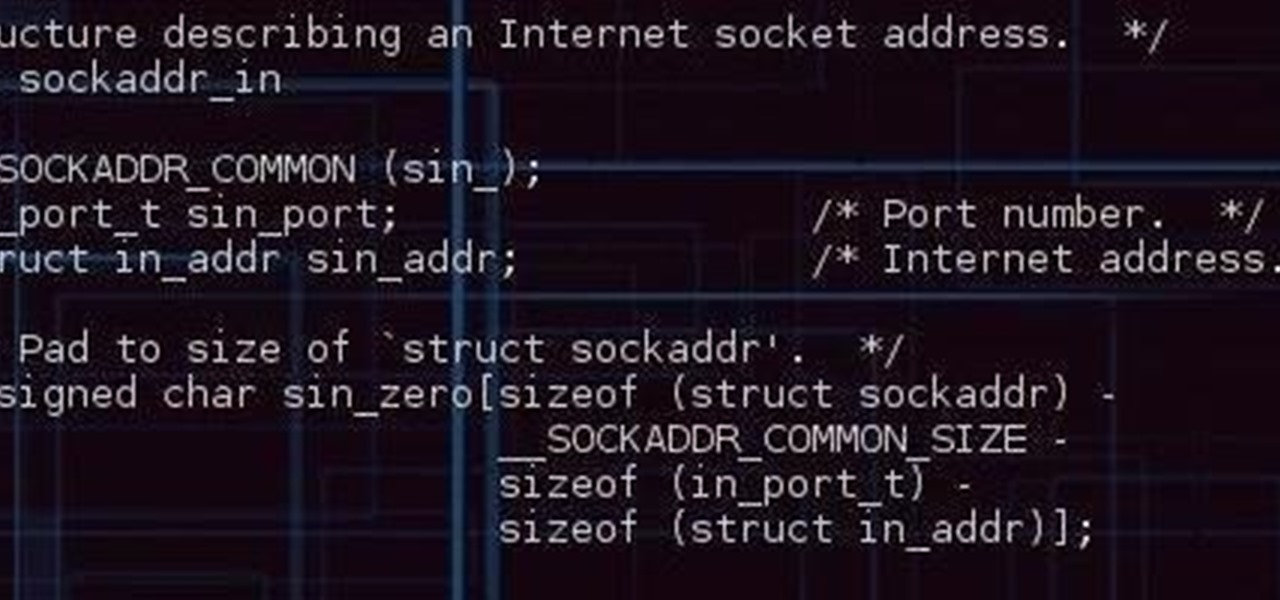 ucture describing an Internet socket address. */
sockaddr_in
SOCKADDR_COMMON (sin_);
_port_t sin_port; /* Port number. */
ruct in_addr sin_addr; /* Internet address.
Pad to size of `struct sockaddr'. */
signed char sin_zero[sizeof (struct sockaddr) -
__SOCKADDR_COMMON_SIZE -
sizeof (in_port_t) -
sizeof (struct in_addr)];